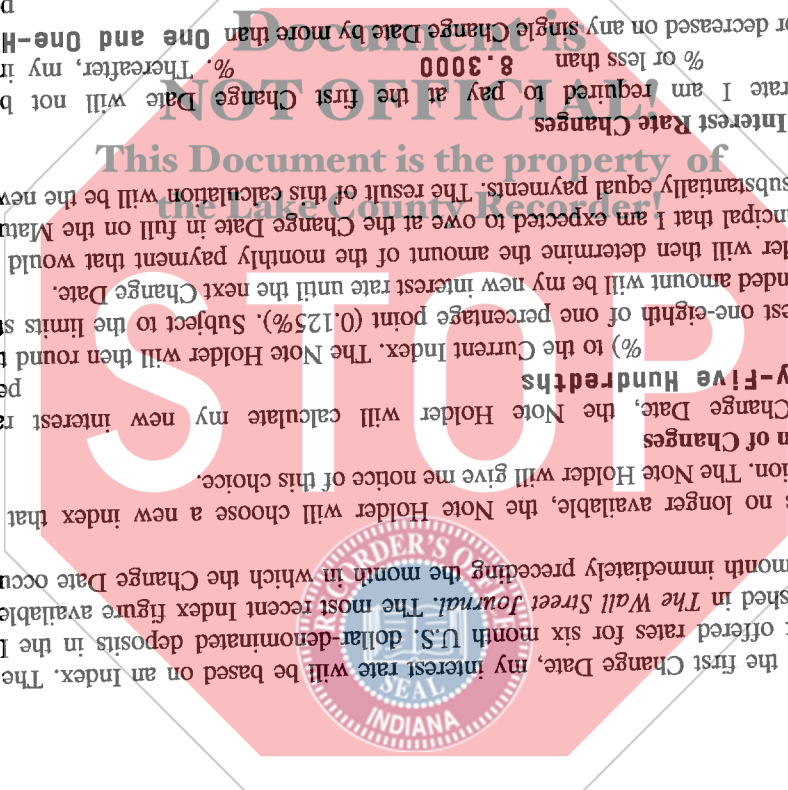 the first Change Date, my interest rate will be based on an Index. The
offered rates for six month U.S. dollar-denominated deposits in the
shed in The Wall Street Journal. The most recent Index figure available
month immediately preceding the month in which the Change Date occu
no longer available, the Note Holder will choose a new index that
ion. The Note Holder will give me notice of this choice.
n of Changes
Change Date, the Note Holder will calculate my new interest ra
y-Five Hundredths pe
%) to the Current Index. The Note Holder will then round t
est one-eighth of one percentage point (0.125%). Subject to the limits st
nded amount will be my new interest rate until the next Change Date.
der will then determine the amount of the monthly payment that would
ncipal that I am expected to owe at the Change Date in full on the Matu
substantially equal payments. The result of this calculation will be the new
Interest Rate Changes
rate I am required to pay at the first Change Date will not b
% or less than 8.3000 %. Thereafter, my in
or decreased on any single Change Date by more than One and One-H
Document is
NOT OFFICIAL!
This Document is the property of
the Lake County Recorder!
STOP
RECORDER'S OFFICE
SEAL
INDIANA